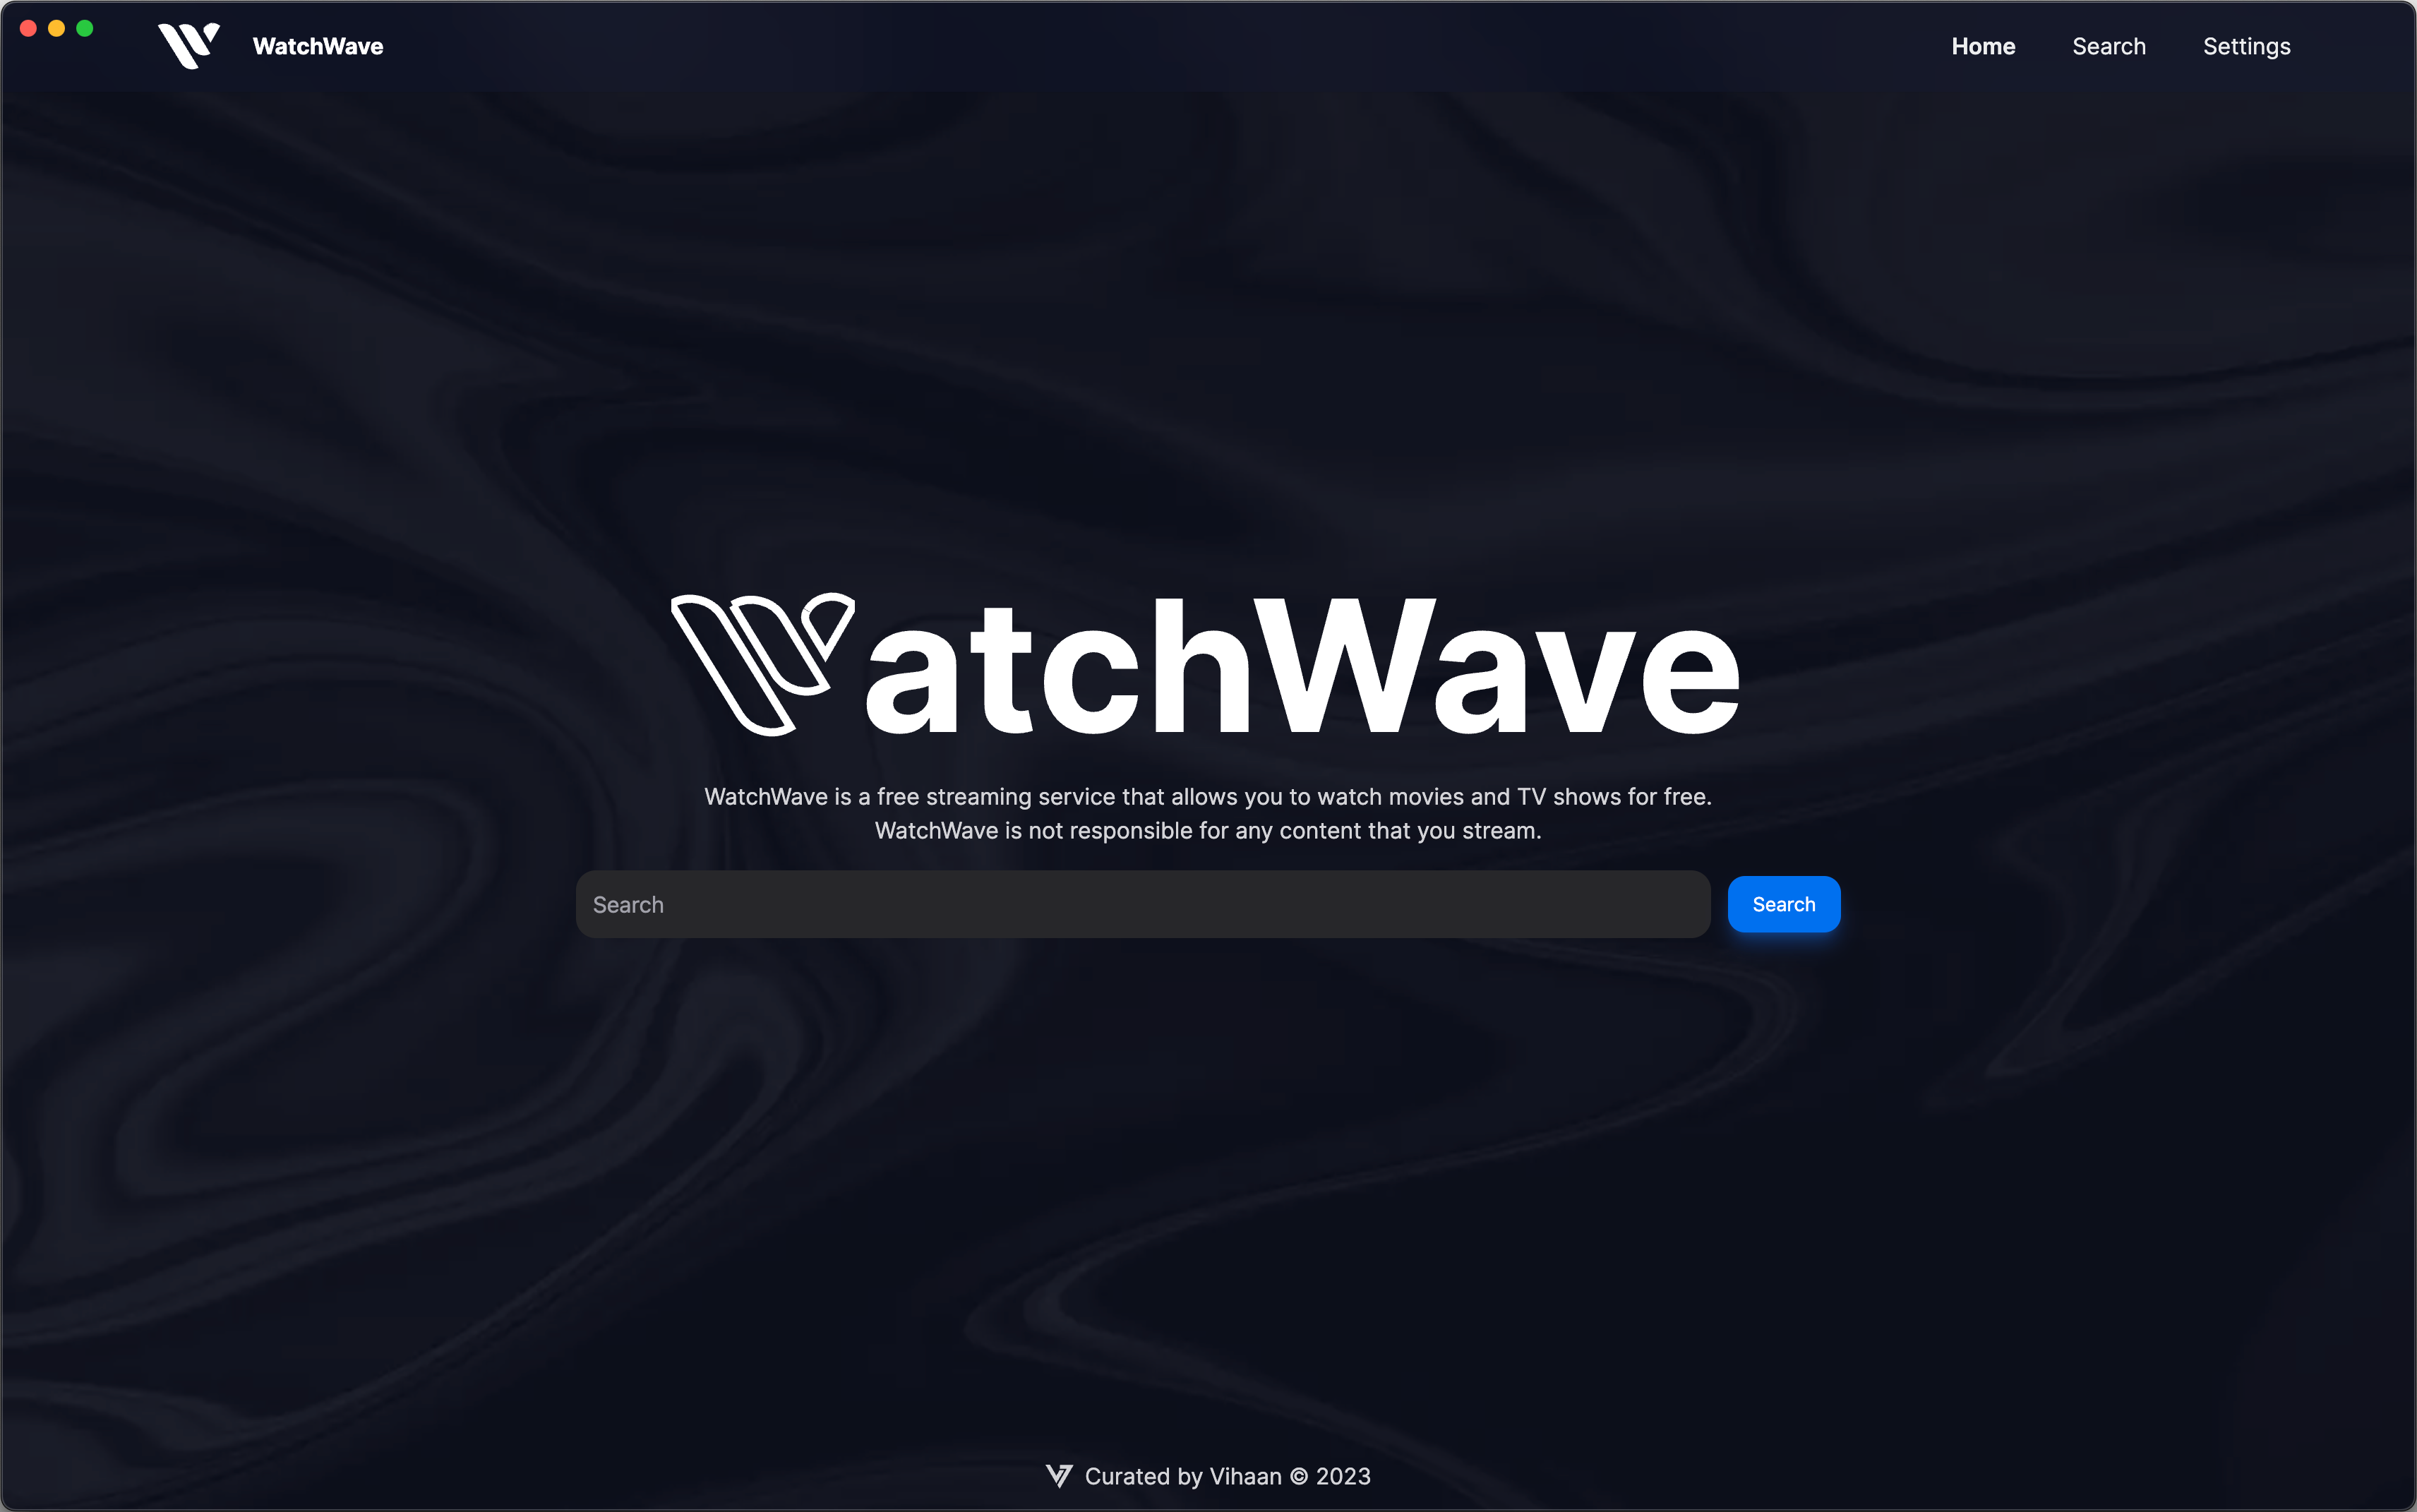 WatchWave
Home
Search
Settings
WatchWave
WatchWave is a free streaming service that allows you to watch movies and TV shows for free.
WatchWave is not responsible for any content that you stream.
Search
Search
Curated by Vihaan © 2023